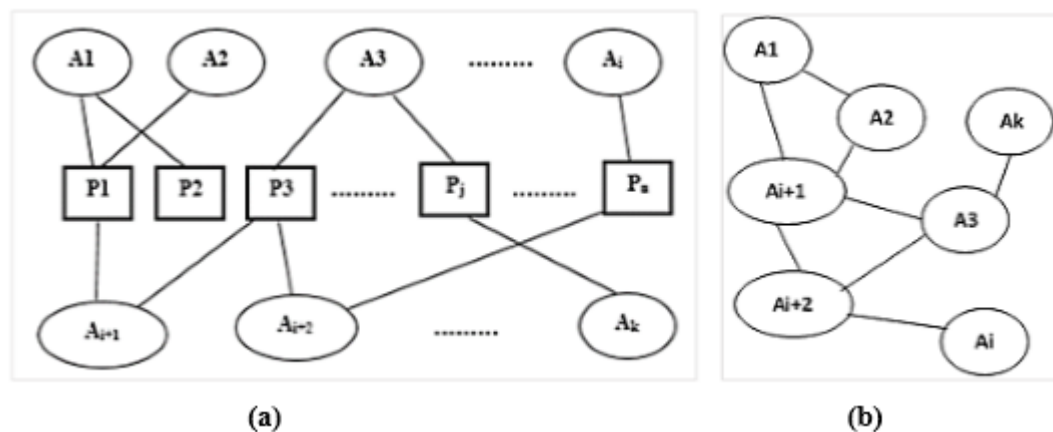 A1 A2 A3 ......... Ai
P1 P2 P3 ......... Pj ......... Pn
Ai+1 Ai+2 ......... Ak
(a)
A1
A2
Ak
Ai+1
A3
Ai+2
Ai
(b)